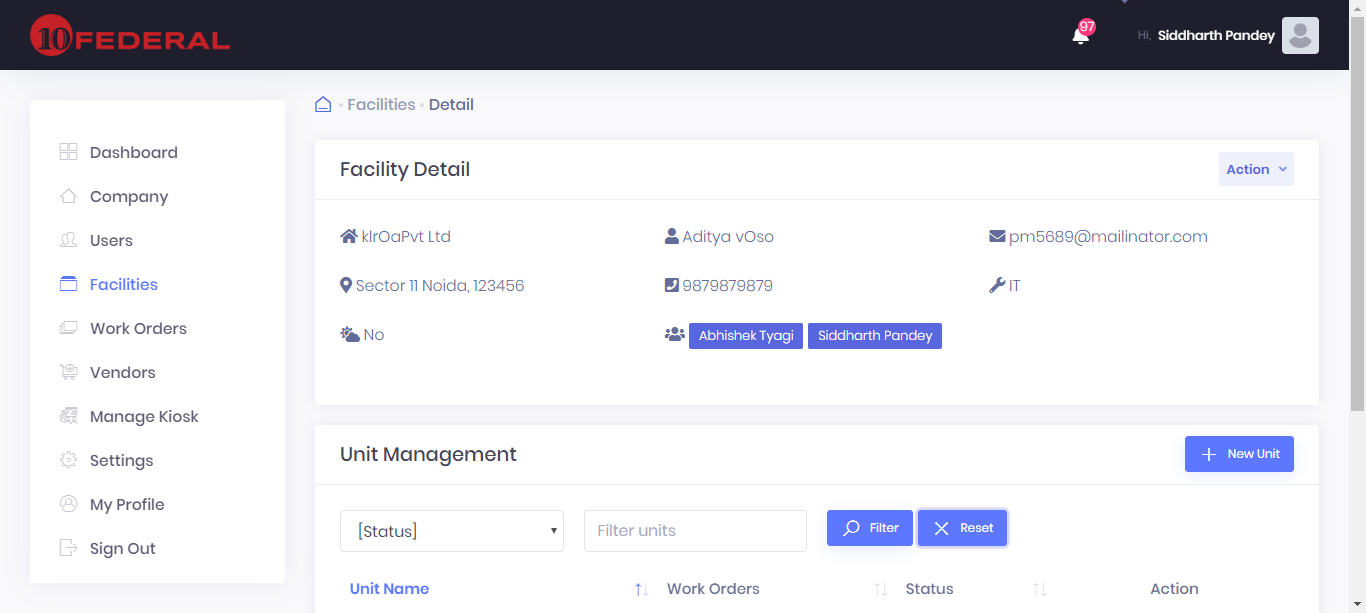 10 FEDERAL
97
Hi, Siddharth Pandey
Facilities Detail
Dashboard
Company
Users
Facilities
Work Orders
Vendors
Manage Kiosk
Settings
My Profile
Sign Out
Facility Detail
Action
klrOaPvt Ltd
Aditya vOso
pm5689@mailinator.com
Sector 11 Noida, 123456
9879879879
IT
No
Abhishek Tyagi Siddharth Pandey
Unit Management
New Unit
[Status]
Filter units
Filter
Reset
Unit Name Work Orders Status Action